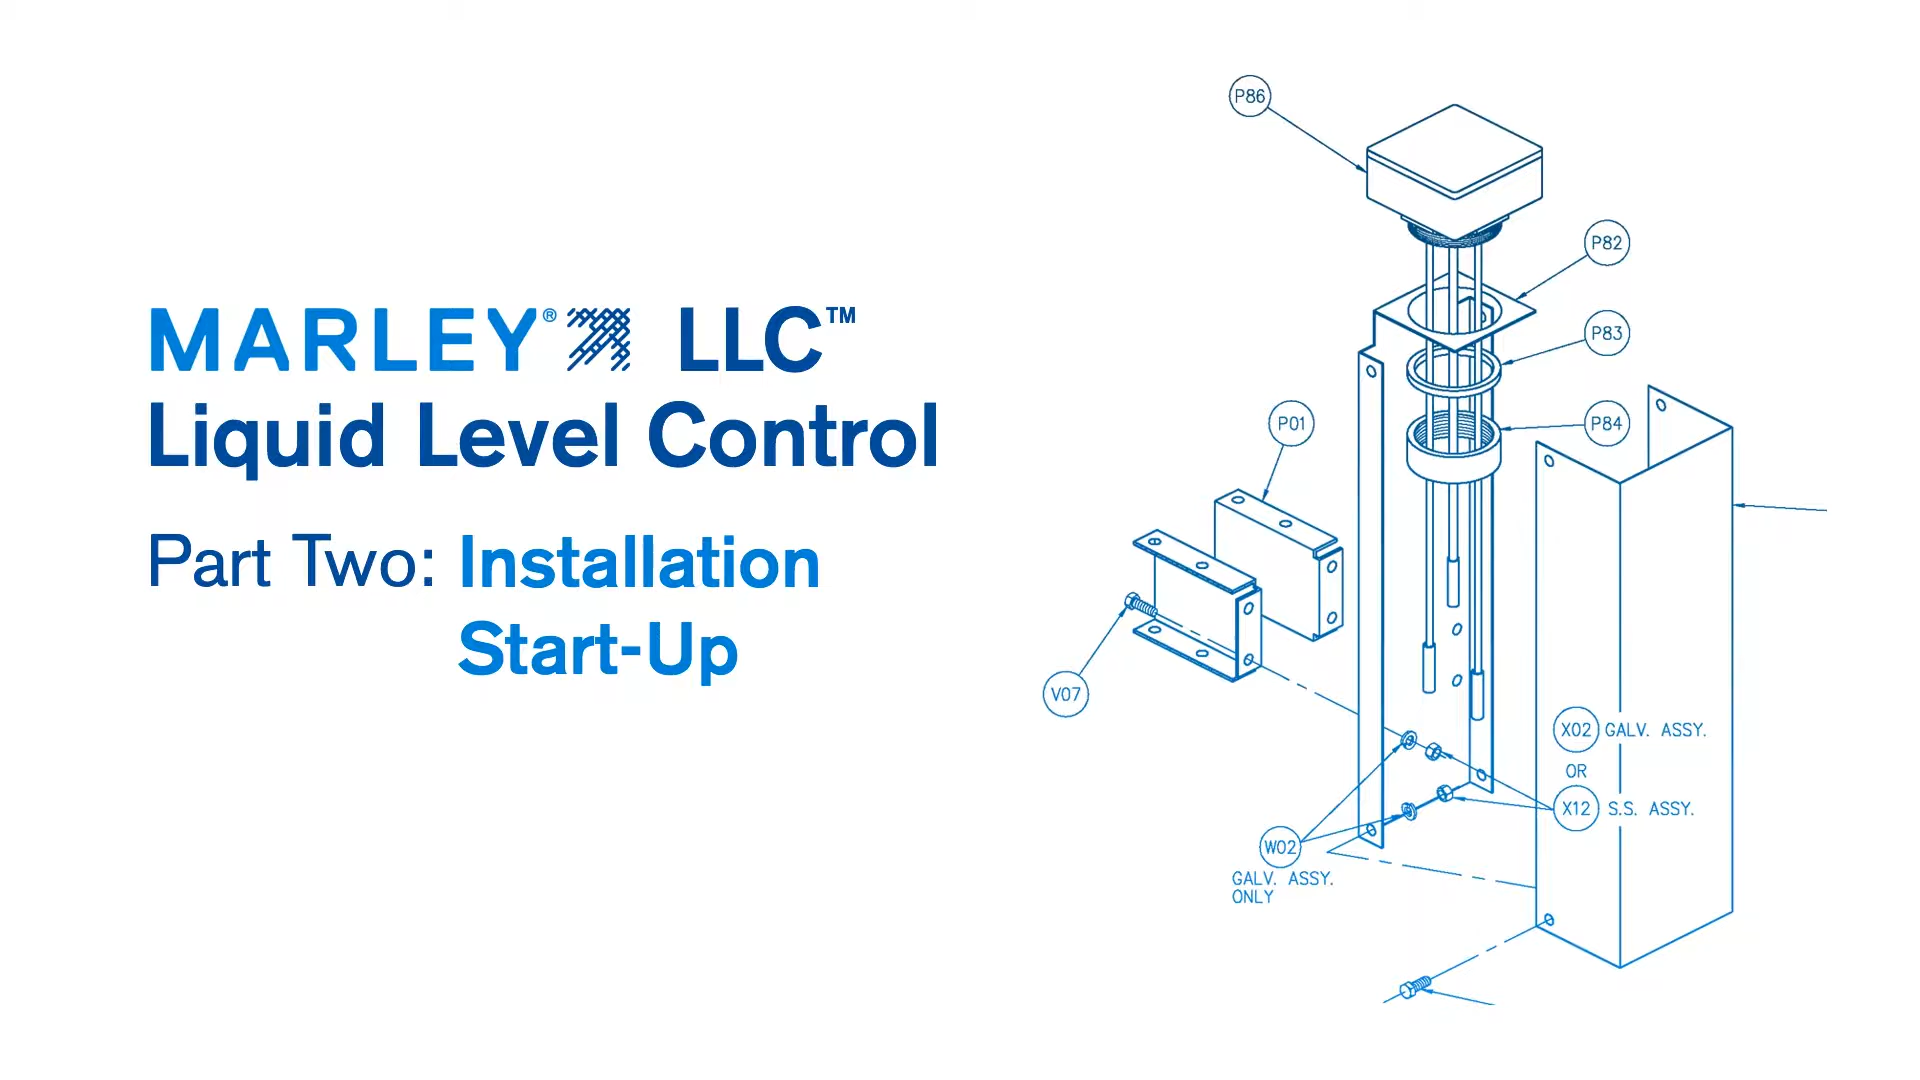 MARLEY® LLC™
Liquid Level Control
Part Two: Installation
Start-Up
P86
P82
P83
P01
P84
V07
X02 GALV. ASSY.
OR
X12 S.S. ASSY.
W02
GALV. ASSY.
ONLY